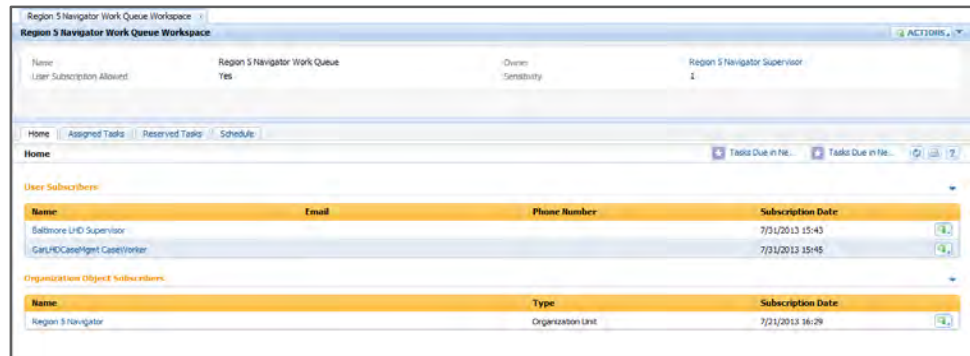 Region 5 Navigator Work Queue Workspace
Region 5 Navigator Work Queue Workspace ACTIONS
Name Region 5 Navigator Work Queue Owner Region 5 Navigator Supervisor
User Subscription Allowed Yes Sensitivity 1
Home Assigned Tasks Reserved Tasks Schedule
Home Tasks Due in Ne... Tasks Due in Ne... ?
User Subscribers
Name Email Phone Number Subscription Date
Baltimore LHD Supervisor 7/31/2013 15:43
GarLHDCaseMgmt CaseWorker 7/31/2013 15:45
Organization Object Subscribers
Name Type Subscription Date
Region 5 Navigator Organization Unit 7/21/2013 16:29